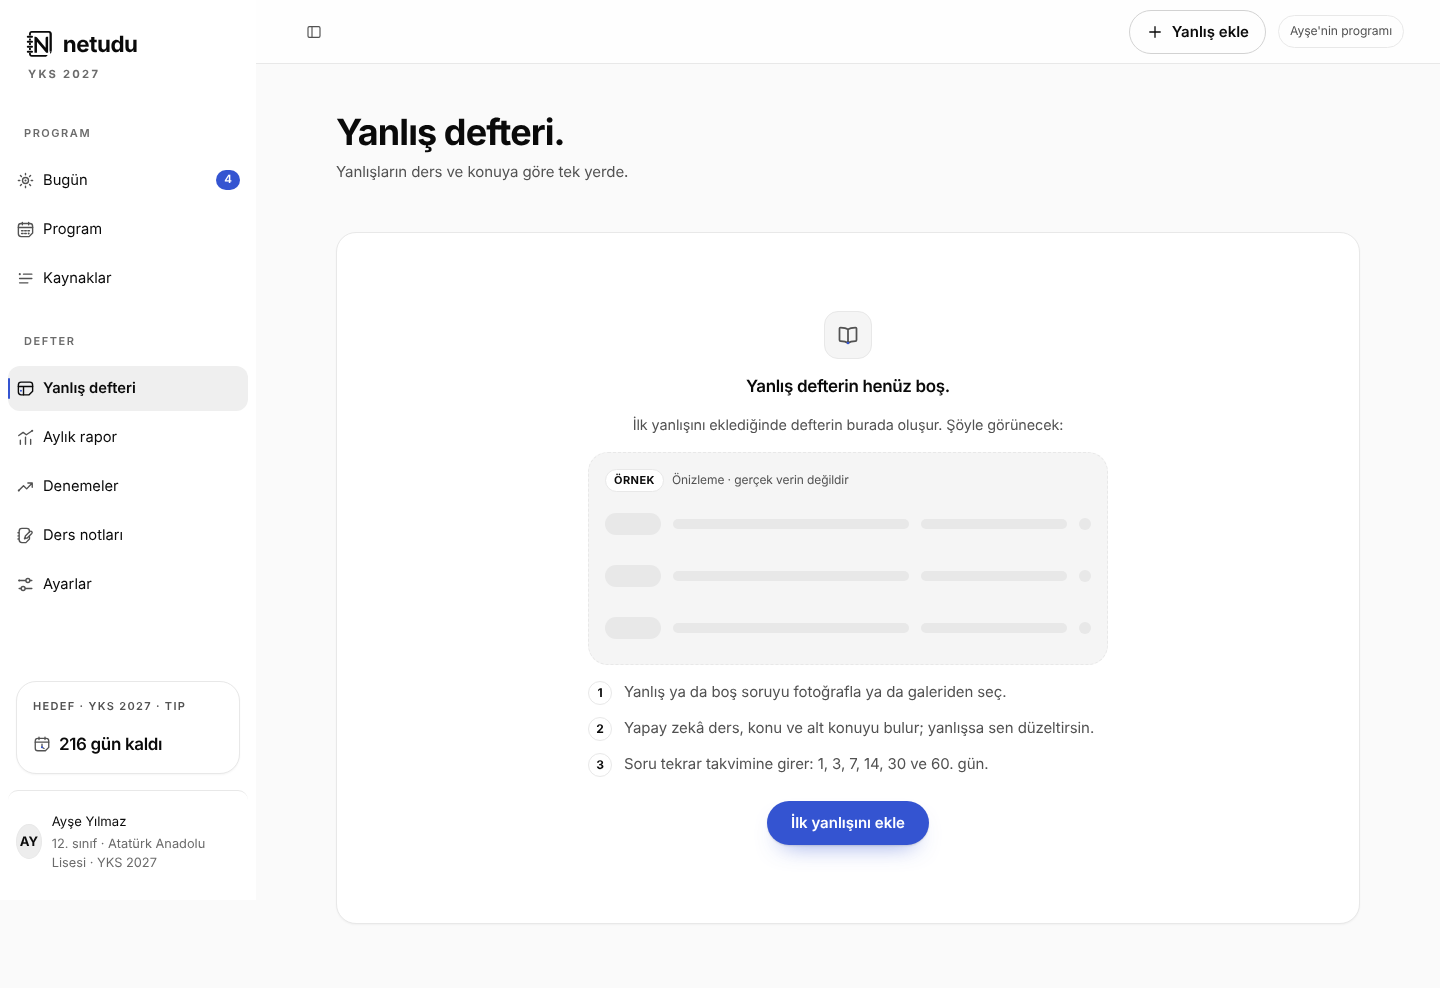 netudu
YKS 2027
PROGRAM
Bugün 4
Program
Kaynaklar
DEFTER
Yanlış defteri
Aylık rapor
Denemeler
Ders notları
Ayarlar
HEDEF · YKS 2027 · TIP
216 gün kaldı
AY
Ayşe Yılmaz
12. sınıf · Atatürk Anadolu
Lisesi · YKS 2027
Yanlış ekle
Ayşe'nin programı
Yanlış defteri.
Yanlışların ders ve konuya göre tek yerde.
Yanlış defterin henüz boş.
İlk yanlışını eklediğinde defterin burada oluşur. Şöyle görünecek:
ÖRNEK Önizleme · gerçek verin değildir
1 Yanlış ya da boş soruyu fotoğrafla ya da galeriden seç.
2 Yapay zekâ ders, konu ve alt konuyu bulur; yanlışsa sen düzeltirsin.
3 Soru tekrar takvimine girer: 1, 3, 7, 14, 30 ve 60. gün.
İlk yanlışını ekle